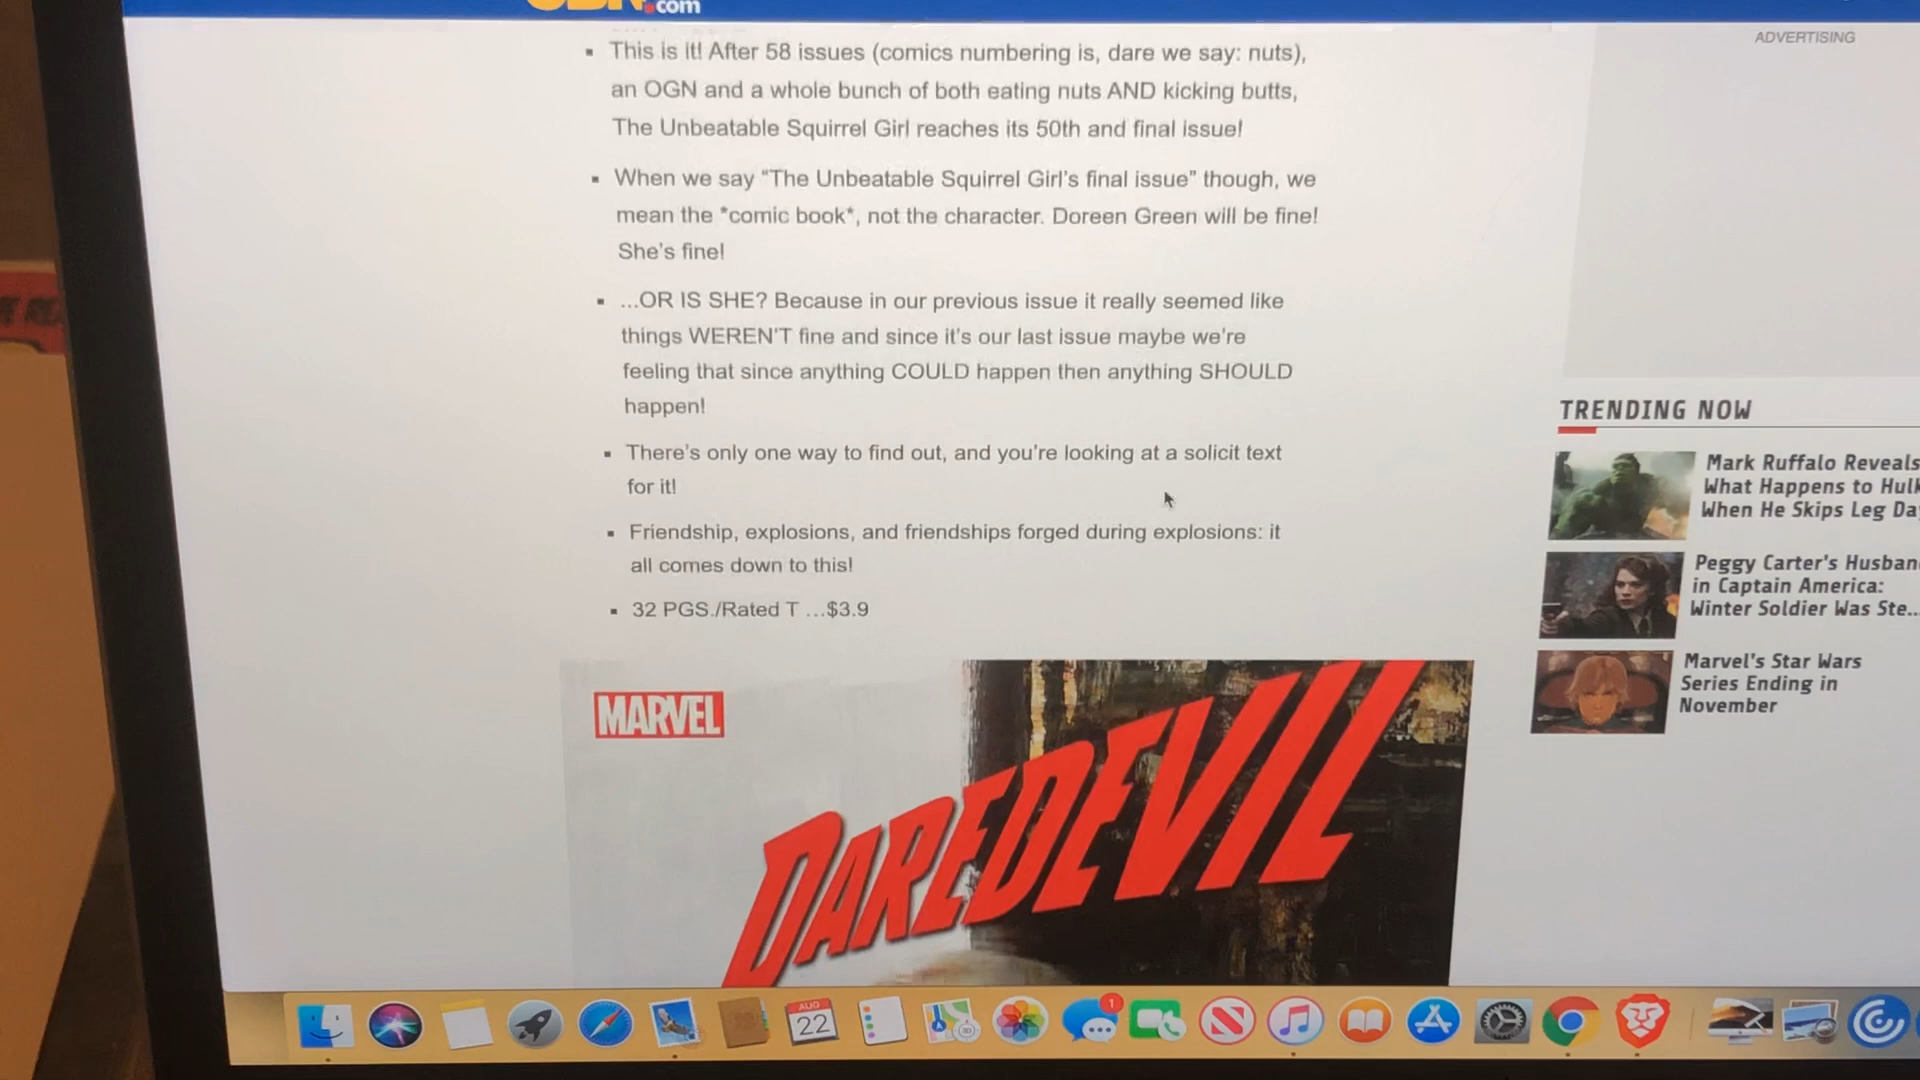 .com
This is it! After 58 issues (comics numbering is, dare we say: nuts),
an OGN and a whole bunch of both eating nuts AND kicking butts,
The Unbeatable Squirrel Girl reaches its 50th and final issue!
When we say “The Unbeatable Squirrel Girl's final issue” though, we
mean the *comic book*, not the character. Doreen Green will be fine!
She's fine!
...OR IS SHE? Because in our previous issue it really seemed like
things WEREN'T fine and since it's our last issue maybe we're
feeling that since anything COULD happen then anything SHOULD
happen!
There's only one way to find out, and you're looking at a solicit text
for it!
Friendship, explosions, and friendships forged during explosions: it
all comes down to this!
32 PGS./Rated T ...$3.9
MARVEL
DAREDEVIL
ADVERTISING
TRENDING NOW
Mark Ruffalo Reveals
What Happens to Hulk
When He Skips Leg
Peggy Carter's
in Captain America:
Winter Soldier Was Ste...
Marvel's Star Wars
Series Ending in
November
AUG
22
1
3D